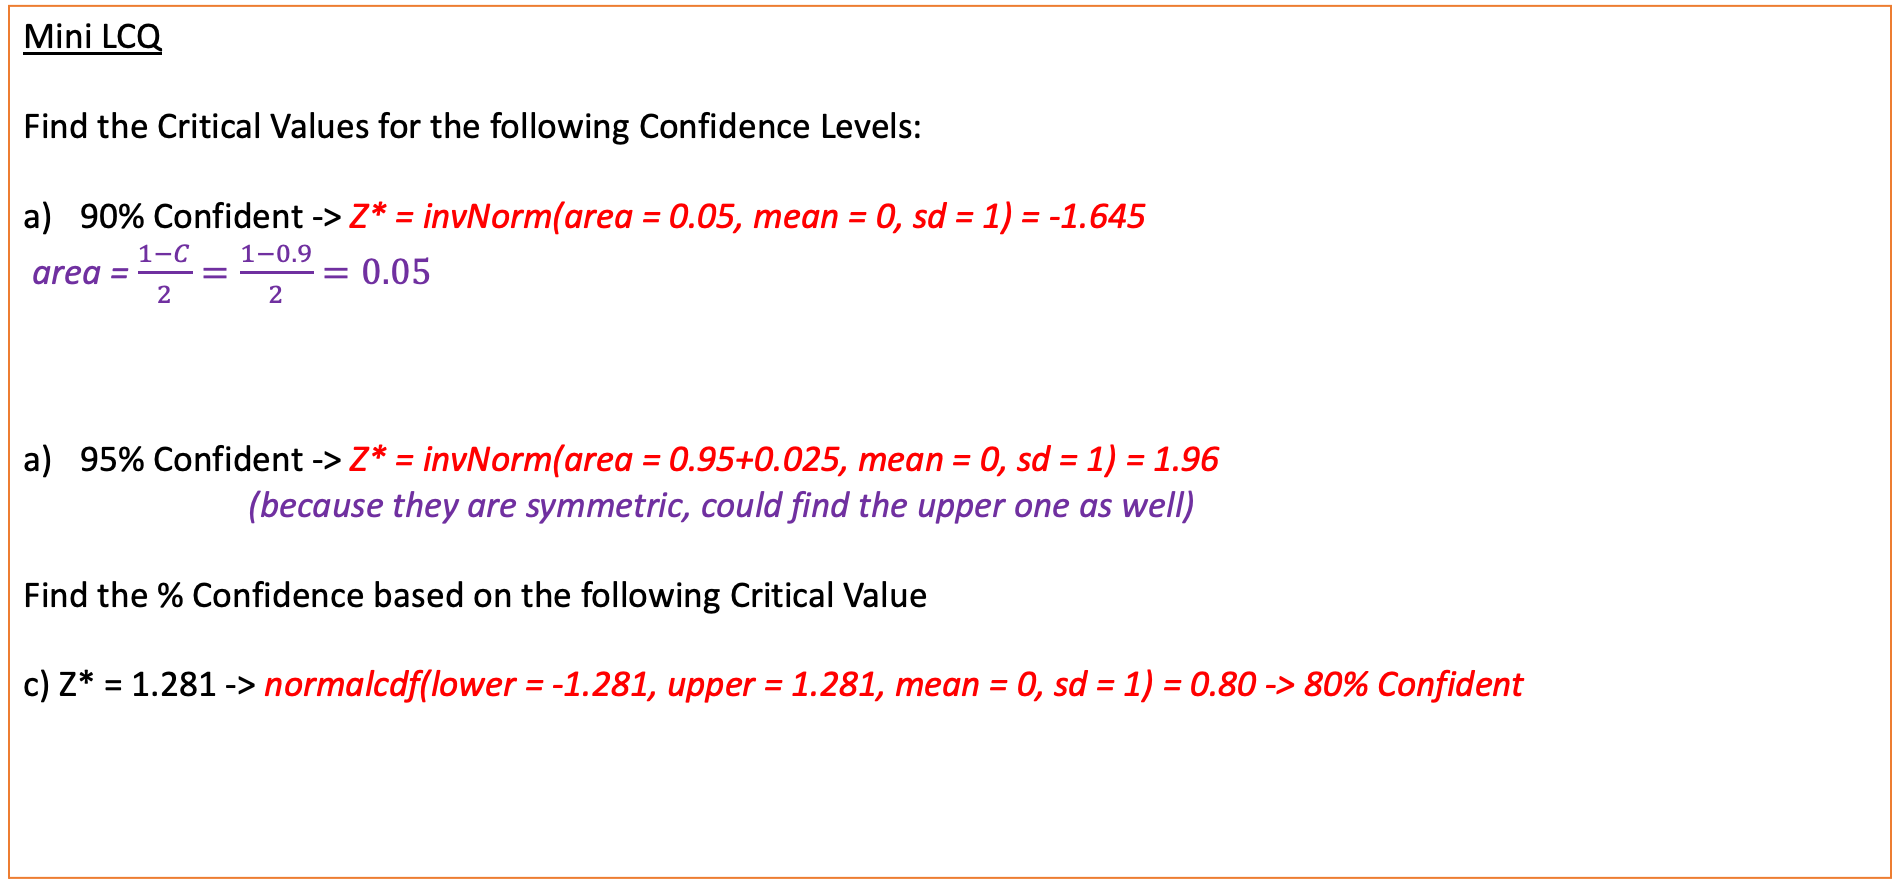 Mini LCQ
Find the Critical Values for the following Confidence Levels:
a) 90% Confident -> Z* = invNorm(area = 0.05, mean = 0, sd = 1) = -1.645
area = \frac{1−C}{2} = \frac{1−0.9}{2} = 0.05
a) 95% Confident -> Z* = invNorm(area = 0.95+0.025, mean = 0, sd = 1) = 1.96
(because they are symmetric, could find the upper one as well)
Find the % Confidence based on the following Critical Value
c) Z* = 1.281 -> normalcdf(lower = -1.281, upper = 1.281, mean = 0, sd = 1) = 0.80 -> 80% Confident